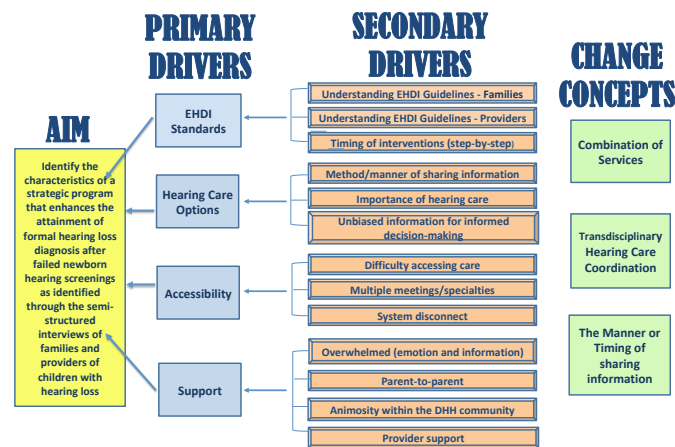 PRIMARY
DRIVERS
SECONDARY
DRIVERS
CHANGE
CONCEPTS
AIM
Identify the
characteristics of a
strategic program
that enhances the
attainment of
formal hearing loss
diagnosis after
failed newborn
hearing screenings
as identified
through the semi-
structured
interviews of
families and
providers of
children with
hearing loss
EHDI
Standards
Hearing Care
Options
Accessibility
Support
Understanding EHDI Guidelines - Families
Understanding EHDI Guidelines - Providers
Timing of interventions (step-by-step)
Method/manner of sharing information
Importance of hearing care
Unbiased information for informed
decision-making
Difficulty accessing care
Multiple meetings/specialties
System disconnect
Overwhelmed (emotion and information)
Parent-to-parent
Animosity within the DHH community
Provider support
Combination of
Services
Transdisciplinary
Hearing Care
Coordination
The Manner or
Timing of
sharing
information